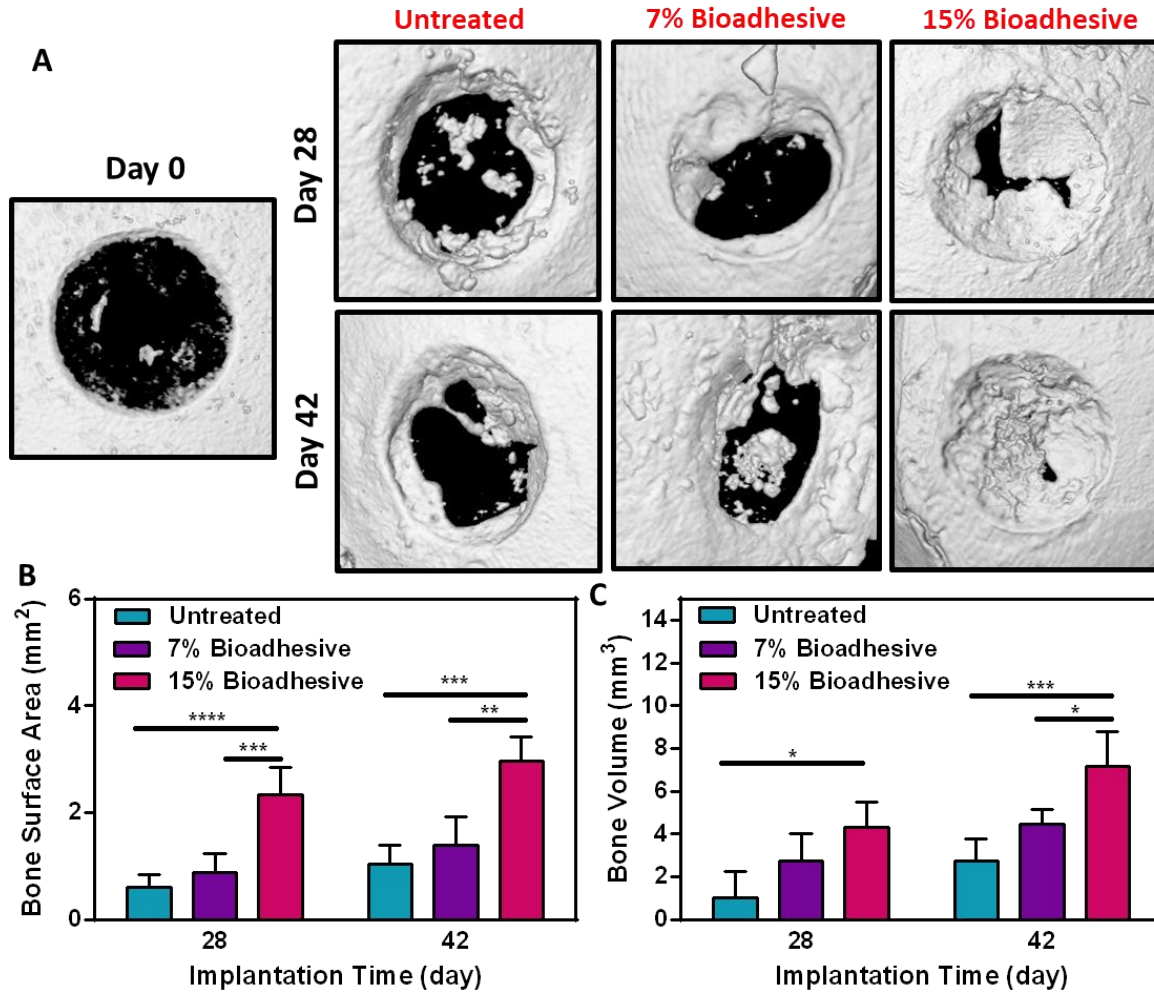 Untreated
7% Bioadhesive
15% Bioadhesive
A
Day 0
Day 28
Day 42
B
Bone Surface Area (mm²)
6
4
2
0
Untreated
7% Bioadhesive
15% Bioadhesive
****
***
***
**
28
42
Implantation Time (day)
C
Bone Volume (mm³)
14
12
10
8
6
4
2
0
Untreated
7% Bioadhesive
15% Bioadhesive
*
***
*
28
42
Implantation Time (day)